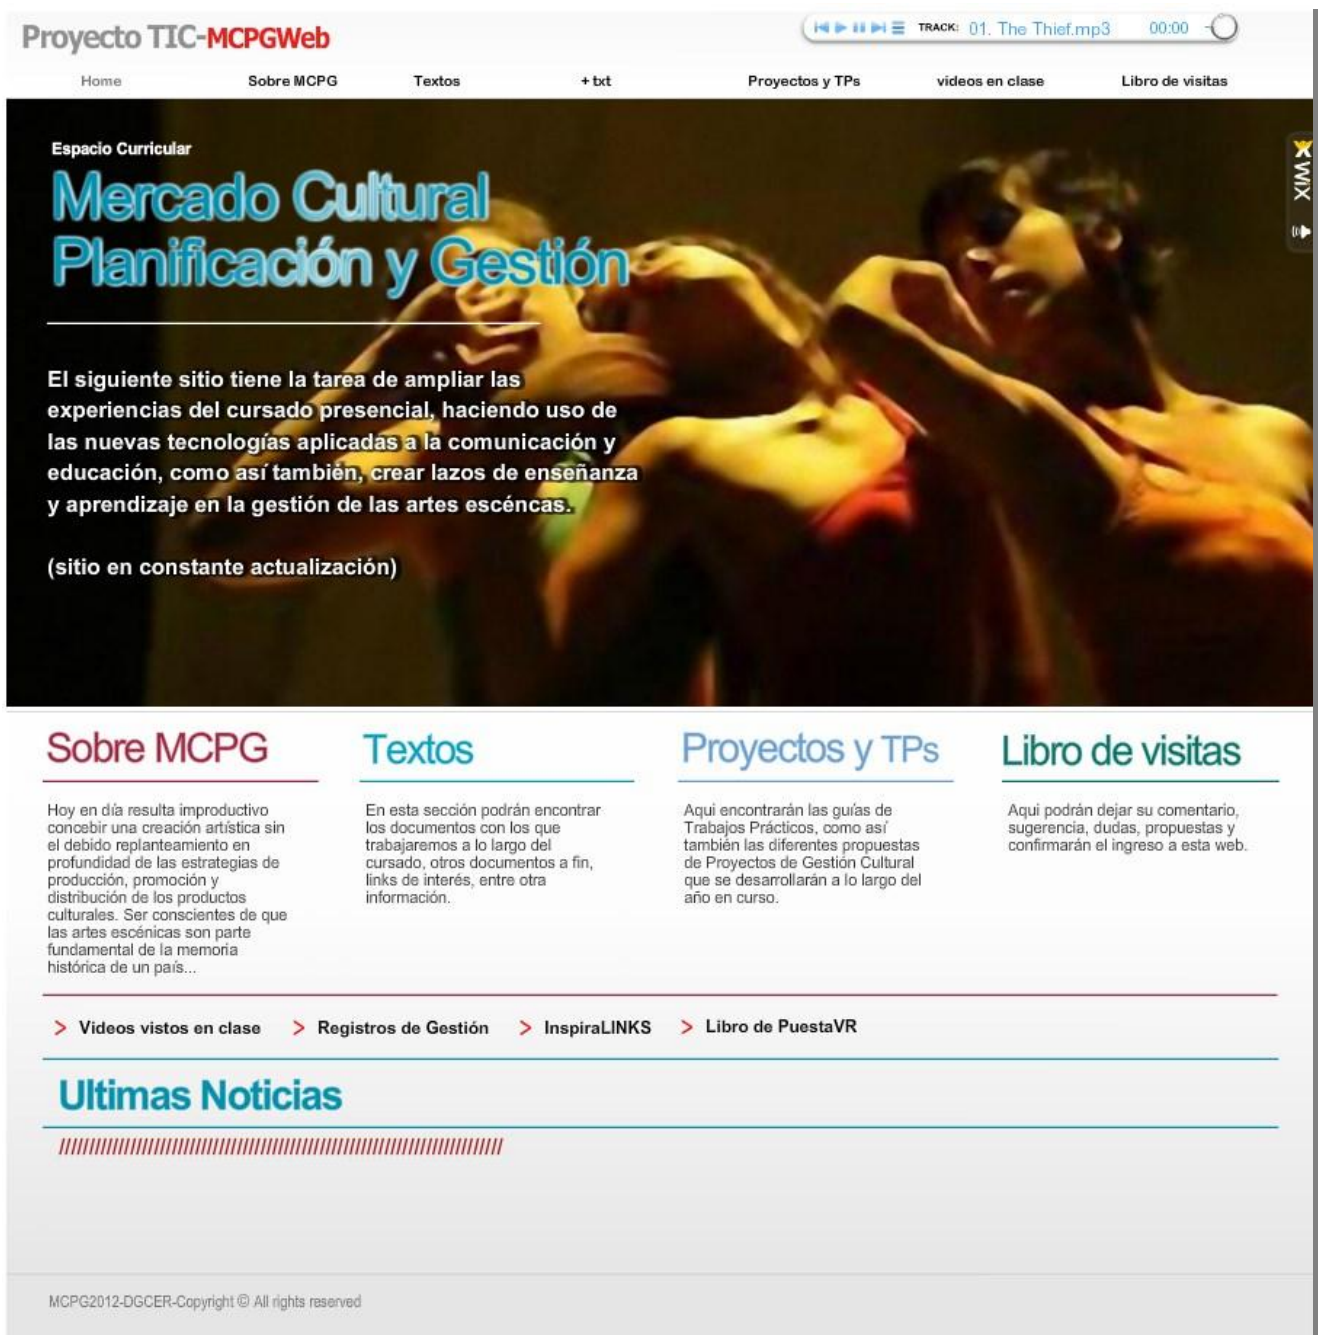 Proyecto TIC-MCPGWeb
TRACK: 01. The Thief.mp3 00:00
Home Sobre MCPG Textos + txt Proyectos y TPs videos en clase Libro de visitas
WiX
Espacio Curricular
Mercado Cultural
Planificación y Gestión
El siguiente sitio tiene la tarea de ampliar las
experiencias del cursado presencial, haciendo uso de
las nuevas tecnologías aplicadas a la comunicación y
educación, como así también, crear lazos de enseñanza
y aprendizaje en la gestión de las artes escéncas.
(sitio en constante actualización)
Sobre MCPG
Hoy en día resulta improductivo
concebir una creación artística sin
el debido replanteamiento en
profundidad de las estrategias de
producción, promoción y
distribución de los productos
culturales. Ser conscientes de que
las artes escénicas son parte
fundamental de la memoria
histórica de un país...
Textos
En esta sección podrán encontrar
los documentos con los que
trabajaremos a lo largo del
cursado, otros documentos a fin,
links de interés, entre otra
información.
Proyectos y TPs
Aqui encontrarán las guías de
Trabajos Prácticos, como así
también las diferentes propuestas
de Proyectos de Gestión Cultural
que se desarrollarán a lo largo del
año en curso.
Libro de visitas
Aqui podrán dejar su comentario,
sugerencia, dudas, propuestas y
confirmarán el ingreso a esta web.
> Videos vistos en clase > Registros de Gestión > InspiraLINKS > Libro de PuestaVR
Ultimas Noticias
//////////////////////////////////////////////////////////////////////////
MCPG2012-DGCER-Copyright © All rights reserved